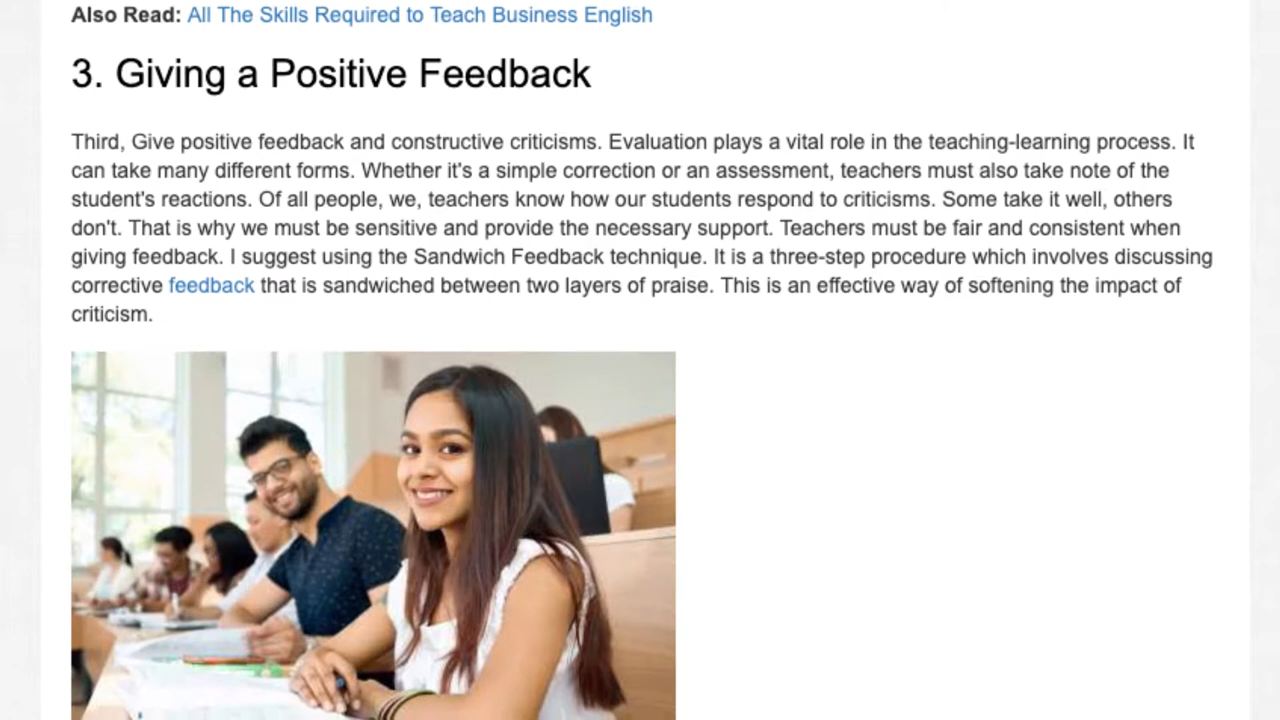 Also Read: All The Skills Required to Teach Business English
3. Giving a Positive Feedback
Third, Give positive feedback and constructive criticisms. Evaluation plays a vital role in the teaching-learning process. It
can take many different forms. Whether it's a simple correction or an assessment, teachers must also take note of the
student's reactions. Of all people, we, teachers know how our students respond to criticisms. Some take it well, others
don't. That is why we must be sensitive and provide the necessary support. Teachers must be fair and consistent when
giving feedback. I suggest using the Sandwich Feedback technique. It is a three-step procedure which involves discussing
corrective feedback that is sandwiched between two layers of praise. This is an effective way of softening the impact of
criticism.